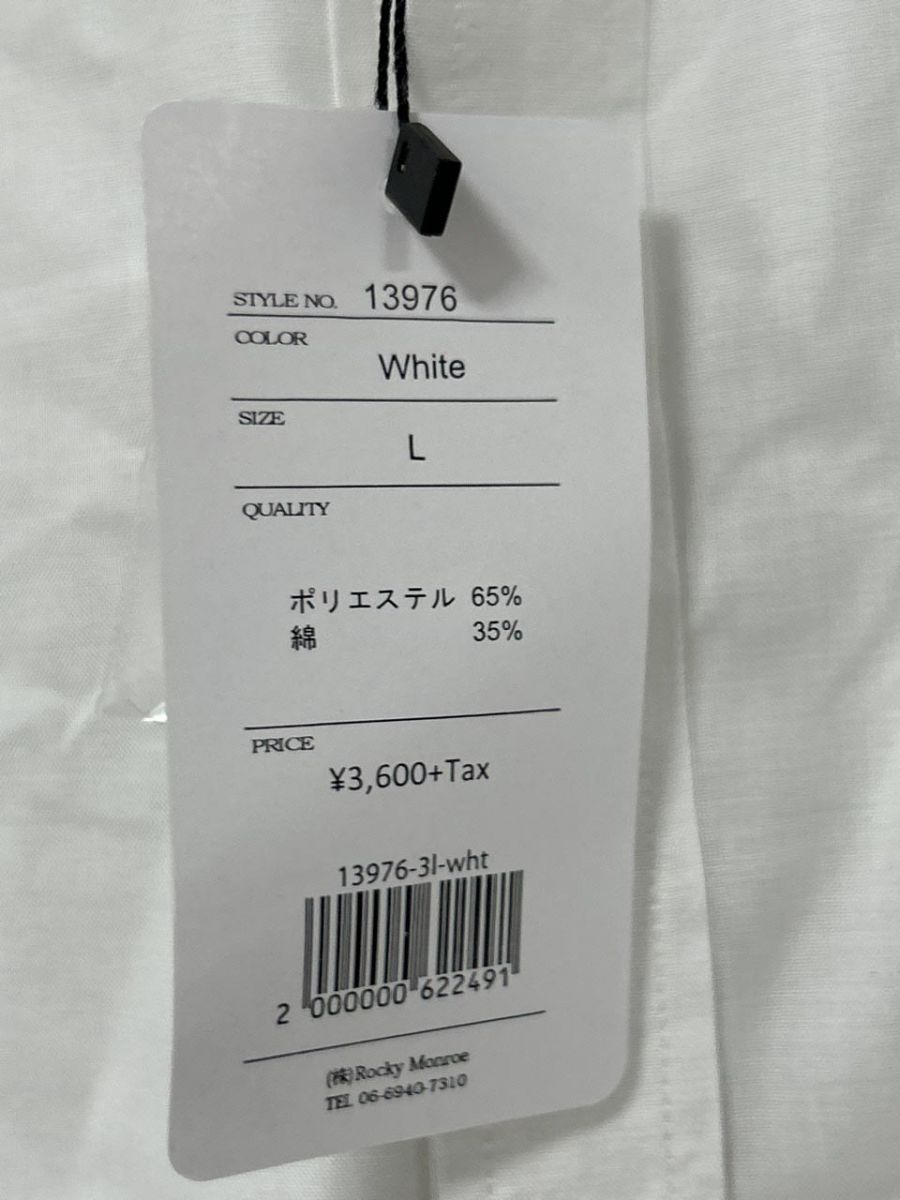 STYLE NO. 13976
COLOR
White
SIZE
L
QUALITY
ポリエステル 65%
綿 35%
PRICE
¥3,600+Tax
13976-3l-wht
2 000000 622491
(株)Rocky Monroe
TEL 06-6940-7310